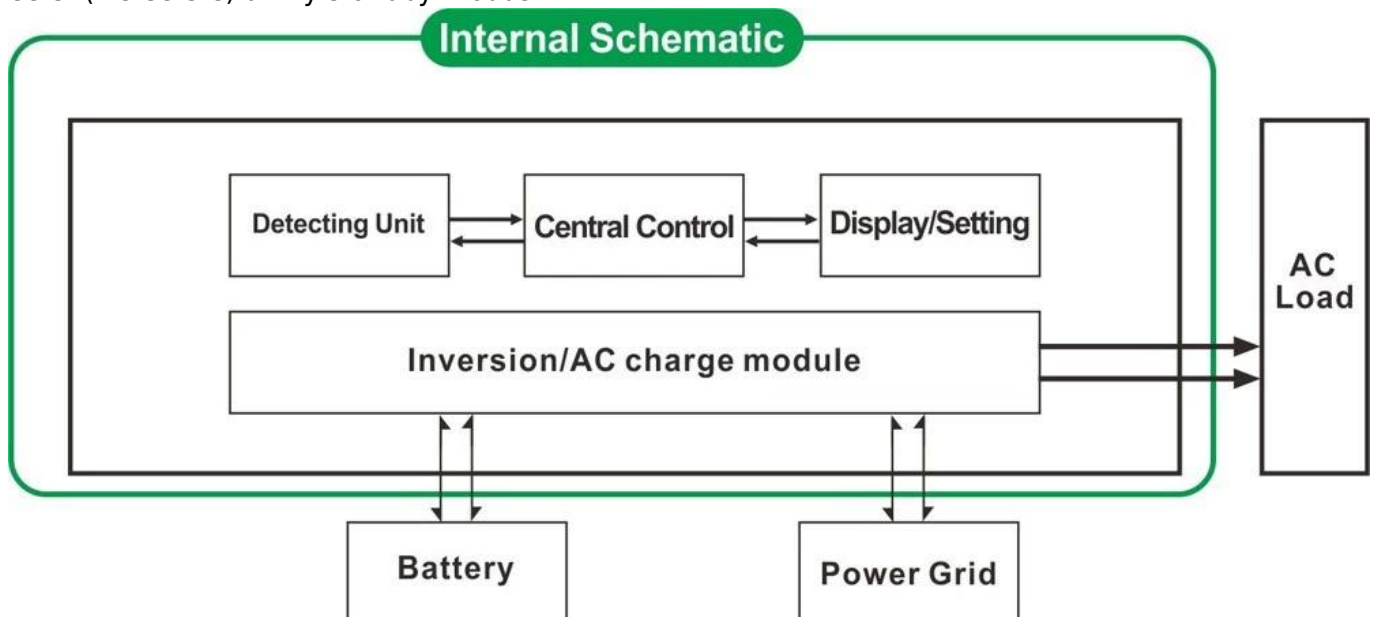 Internal Schematic
Detecting Unit
Central Control
Display/Setting
AC
Load
Inversion/AC charge module
Battery
Power Grid